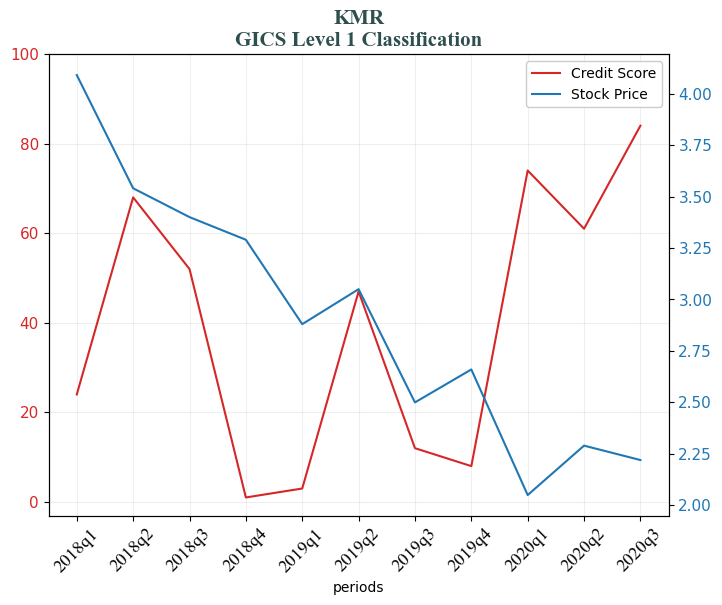 KMR
GICS Level 1 Classification
Credit Score
Stock Price
100
80
60
40
20
0
4.00
3.75
3.50
3.25
3.00
2.75
2.50
2.25
2.00
2018q1
2018q2
2018q3
2018q4
2019q1
2019q2
2019q3
2019q4
2020q1
2020q2
2020q3
periods